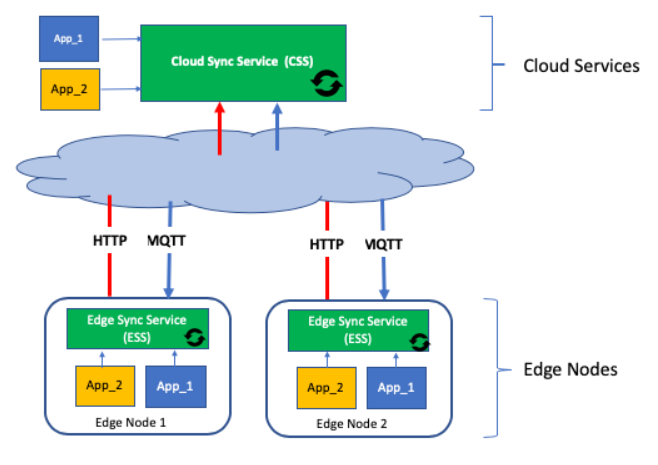 App_1
Cloud Sync Service (CSS)
App_2
Cloud Services
HTTP
MQTT
HTTP
MQTT
Edge Sync Service
(ESS)
App_2
App_1
Edge Node 1
Edge Sync Service
(ESS)
App_2
App_1
Edge Node 2
Edge Nodes